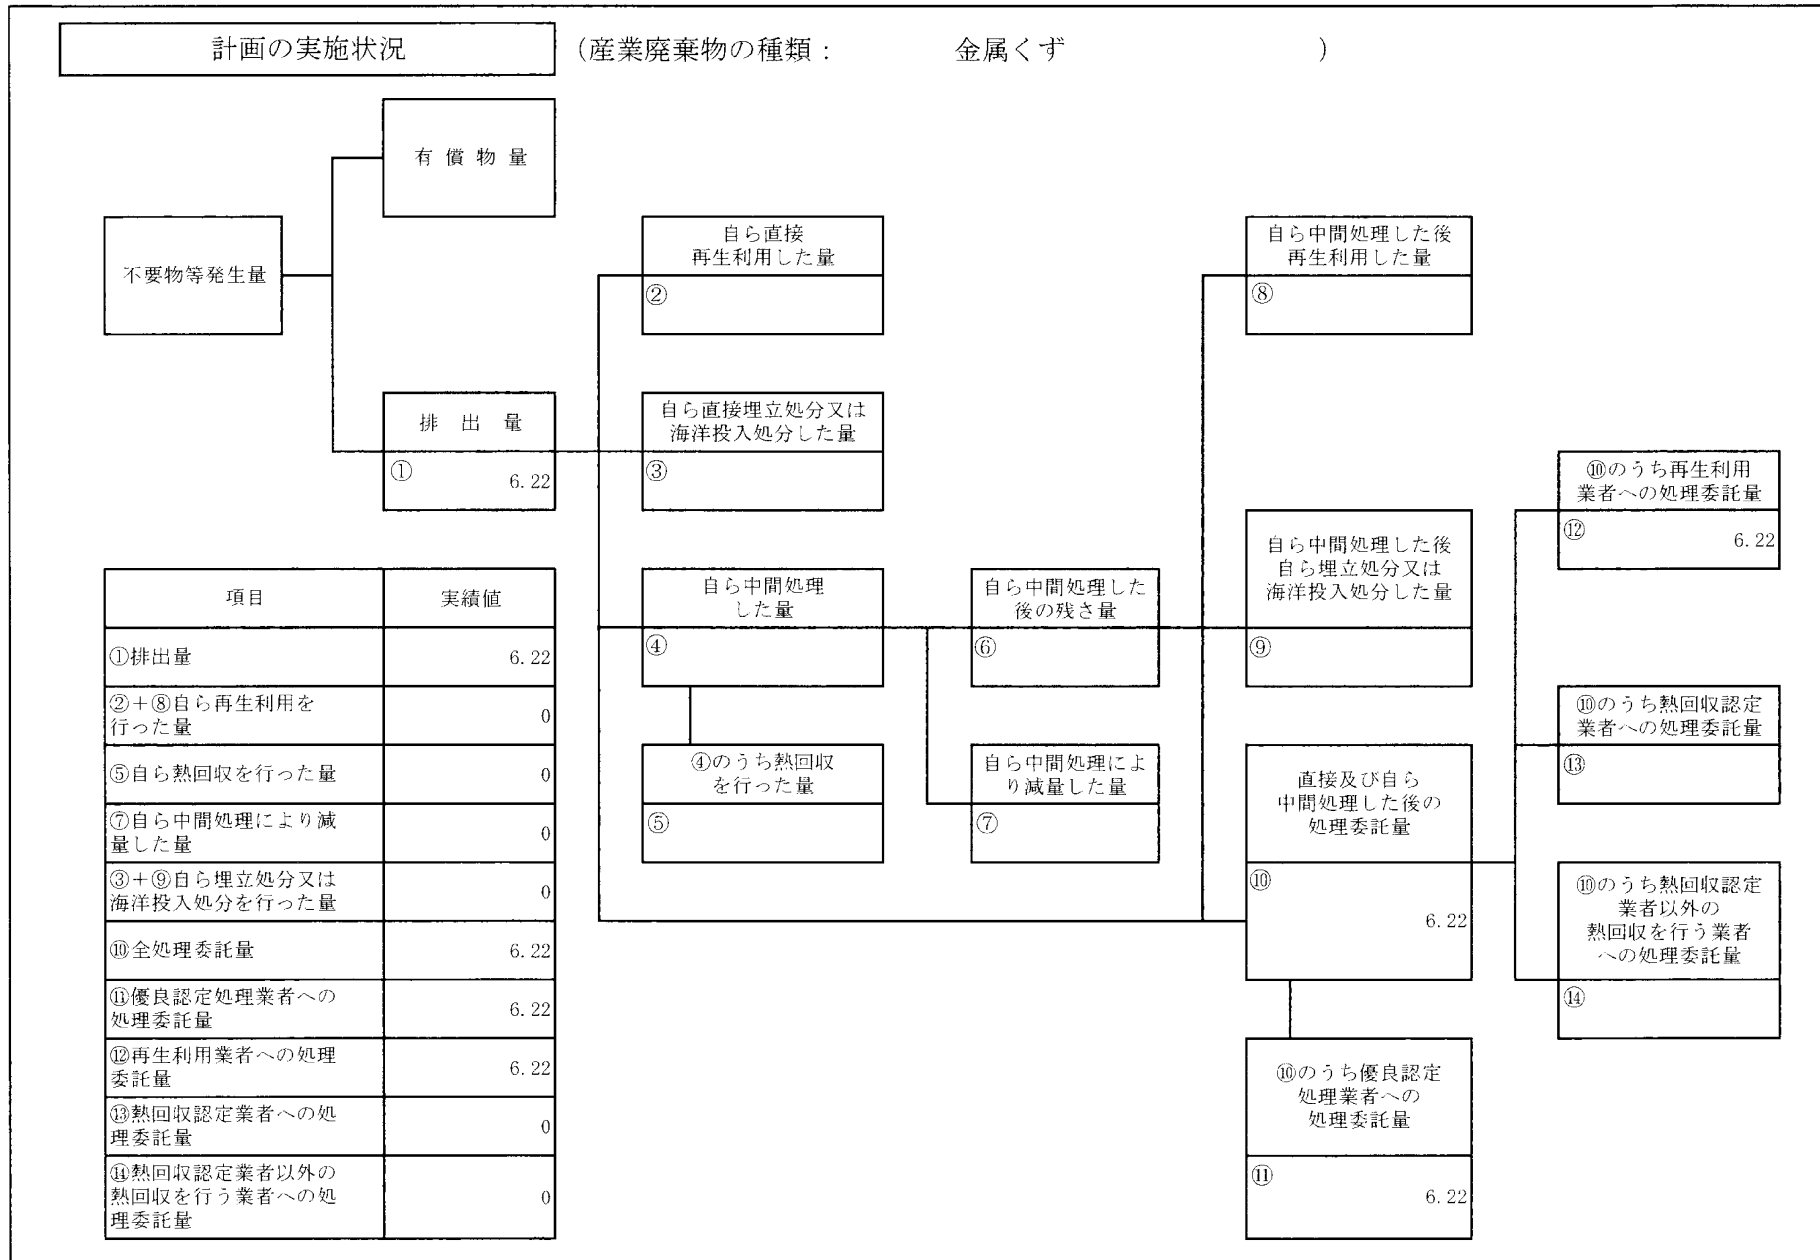 計画の実施状況
(産業廃棄物の種類： 金属くず )
有償物量
不要物等発生量
排出量
① 6.22
自ら直接
再生利用した量
②
自ら直接埋立処分又は
海洋投入処分した量
③
自ら中間処理
した量
④
④のうち熱回収
を行った量
⑤
自ら中間処理した
後の残さ量
⑥
自ら中間処理によ
り減量した量
⑦
自ら中間処理した後
再生利用した量
⑧
自ら中間処理した後
自ら埋立処分又は
海洋投入処分した量
⑨
直接及び自ら
中間処理した後の
処理委託量
⑩
6.22
⑩のうち優良認定
処理業者への
処理委託量
⑪
6.22
⑩のうち再生利用
業者への処理委託量
⑫ 6.22
⑩のうち熱回収認定
業者への処理委託量
⑬
⑩のうち熱回収認定
業者以外の
熱回収を行う業者
への処理委託量
⑭
項目 実績値
①排出量 6.22
②＋⑧自ら再生利用を
行った量 0
⑤自ら熱回収を行った量 0
⑦自ら中間処理により減
量した量 0
③＋⑨自ら埋立処分又は
海洋投入処分を行った量 0
⑩全処理委託量 6.22
⑪優良認定処理業者への
処理委託量 6.22
⑫再生利用業者への処理
委託量 6.22
⑬熱回収認定業者への処
理委託量 0
⑭熱回収認定業者以外の
熱回収を行う業者への処
理委託量 0